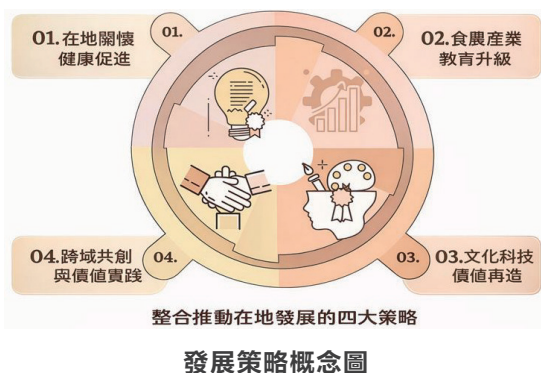 01.在地關懷
健康促進
01.
02.
02.食農產業
教育升級
04.跨域共創
與價值實踐
04.
03.
03.文化科技
價值再造
整合推動在地發展的四大策略
發展策略概念圖